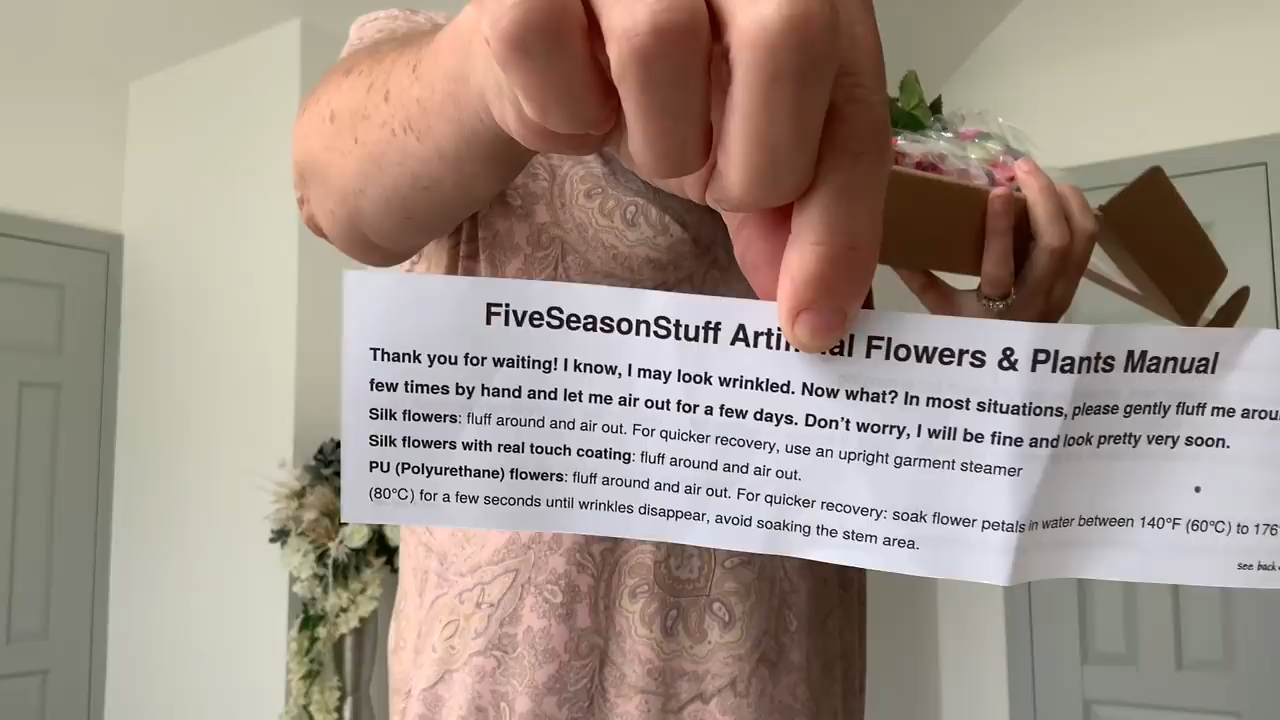 FiveSeasonStuff Artificial Flowers & Plants Manual
Thank you for waiting! I know, I may look wrinkled. Now what? In most situations, please gently fluff me
few times by hand and let me air out for a few days. Don't worry, I will be fine and look pretty very soon.
Silk flowers: fluff around and air out. For quicker recovery, use an upright garment steamer
Silk flowers with real touch coating: fluff around and air out.
PU (Polyurethane) flowers: fluff around and air out. For quicker recovery: soak flower petals in water between 140°F (60°C) to 176
(80°C) for a few seconds until wrinkles disappear, avoid soaking the stem area.
see back